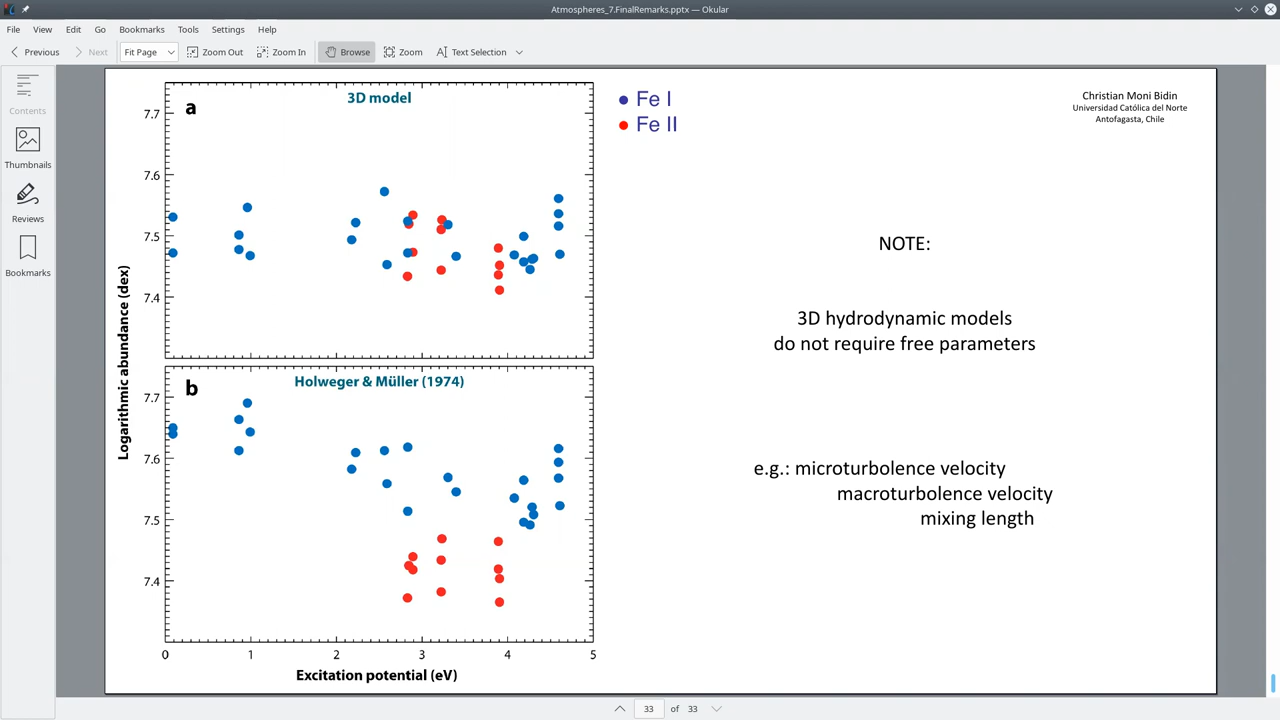 Atmospheres_7.FinalRemarks.pptx — Okular
File View Edit Go Bookmarks Tools Settings Help
Previous Next Fit Page Zoom Out Zoom In Browse Zoom Text Selection
Contents
Thumbnails
Reviews
Bookmarks
a
3D model
7.7
7.6
7.5
7.4
Logarithmic abundance (dex)
b
Holweger & Müller (1974)
7.7
7.6
7.5
7.4
0 1 2 3 4 5
Excitation potential (eV)
Fe I
Fe II
Christian Moni Bidin
Universidad Católica del Norte
Antofagasta, Chile
NOTE:
3D hydrodynamic models
do not require free parameters
e.g.: microturbolence velocity
macroturbolence velocity
mixing length
33 of 33